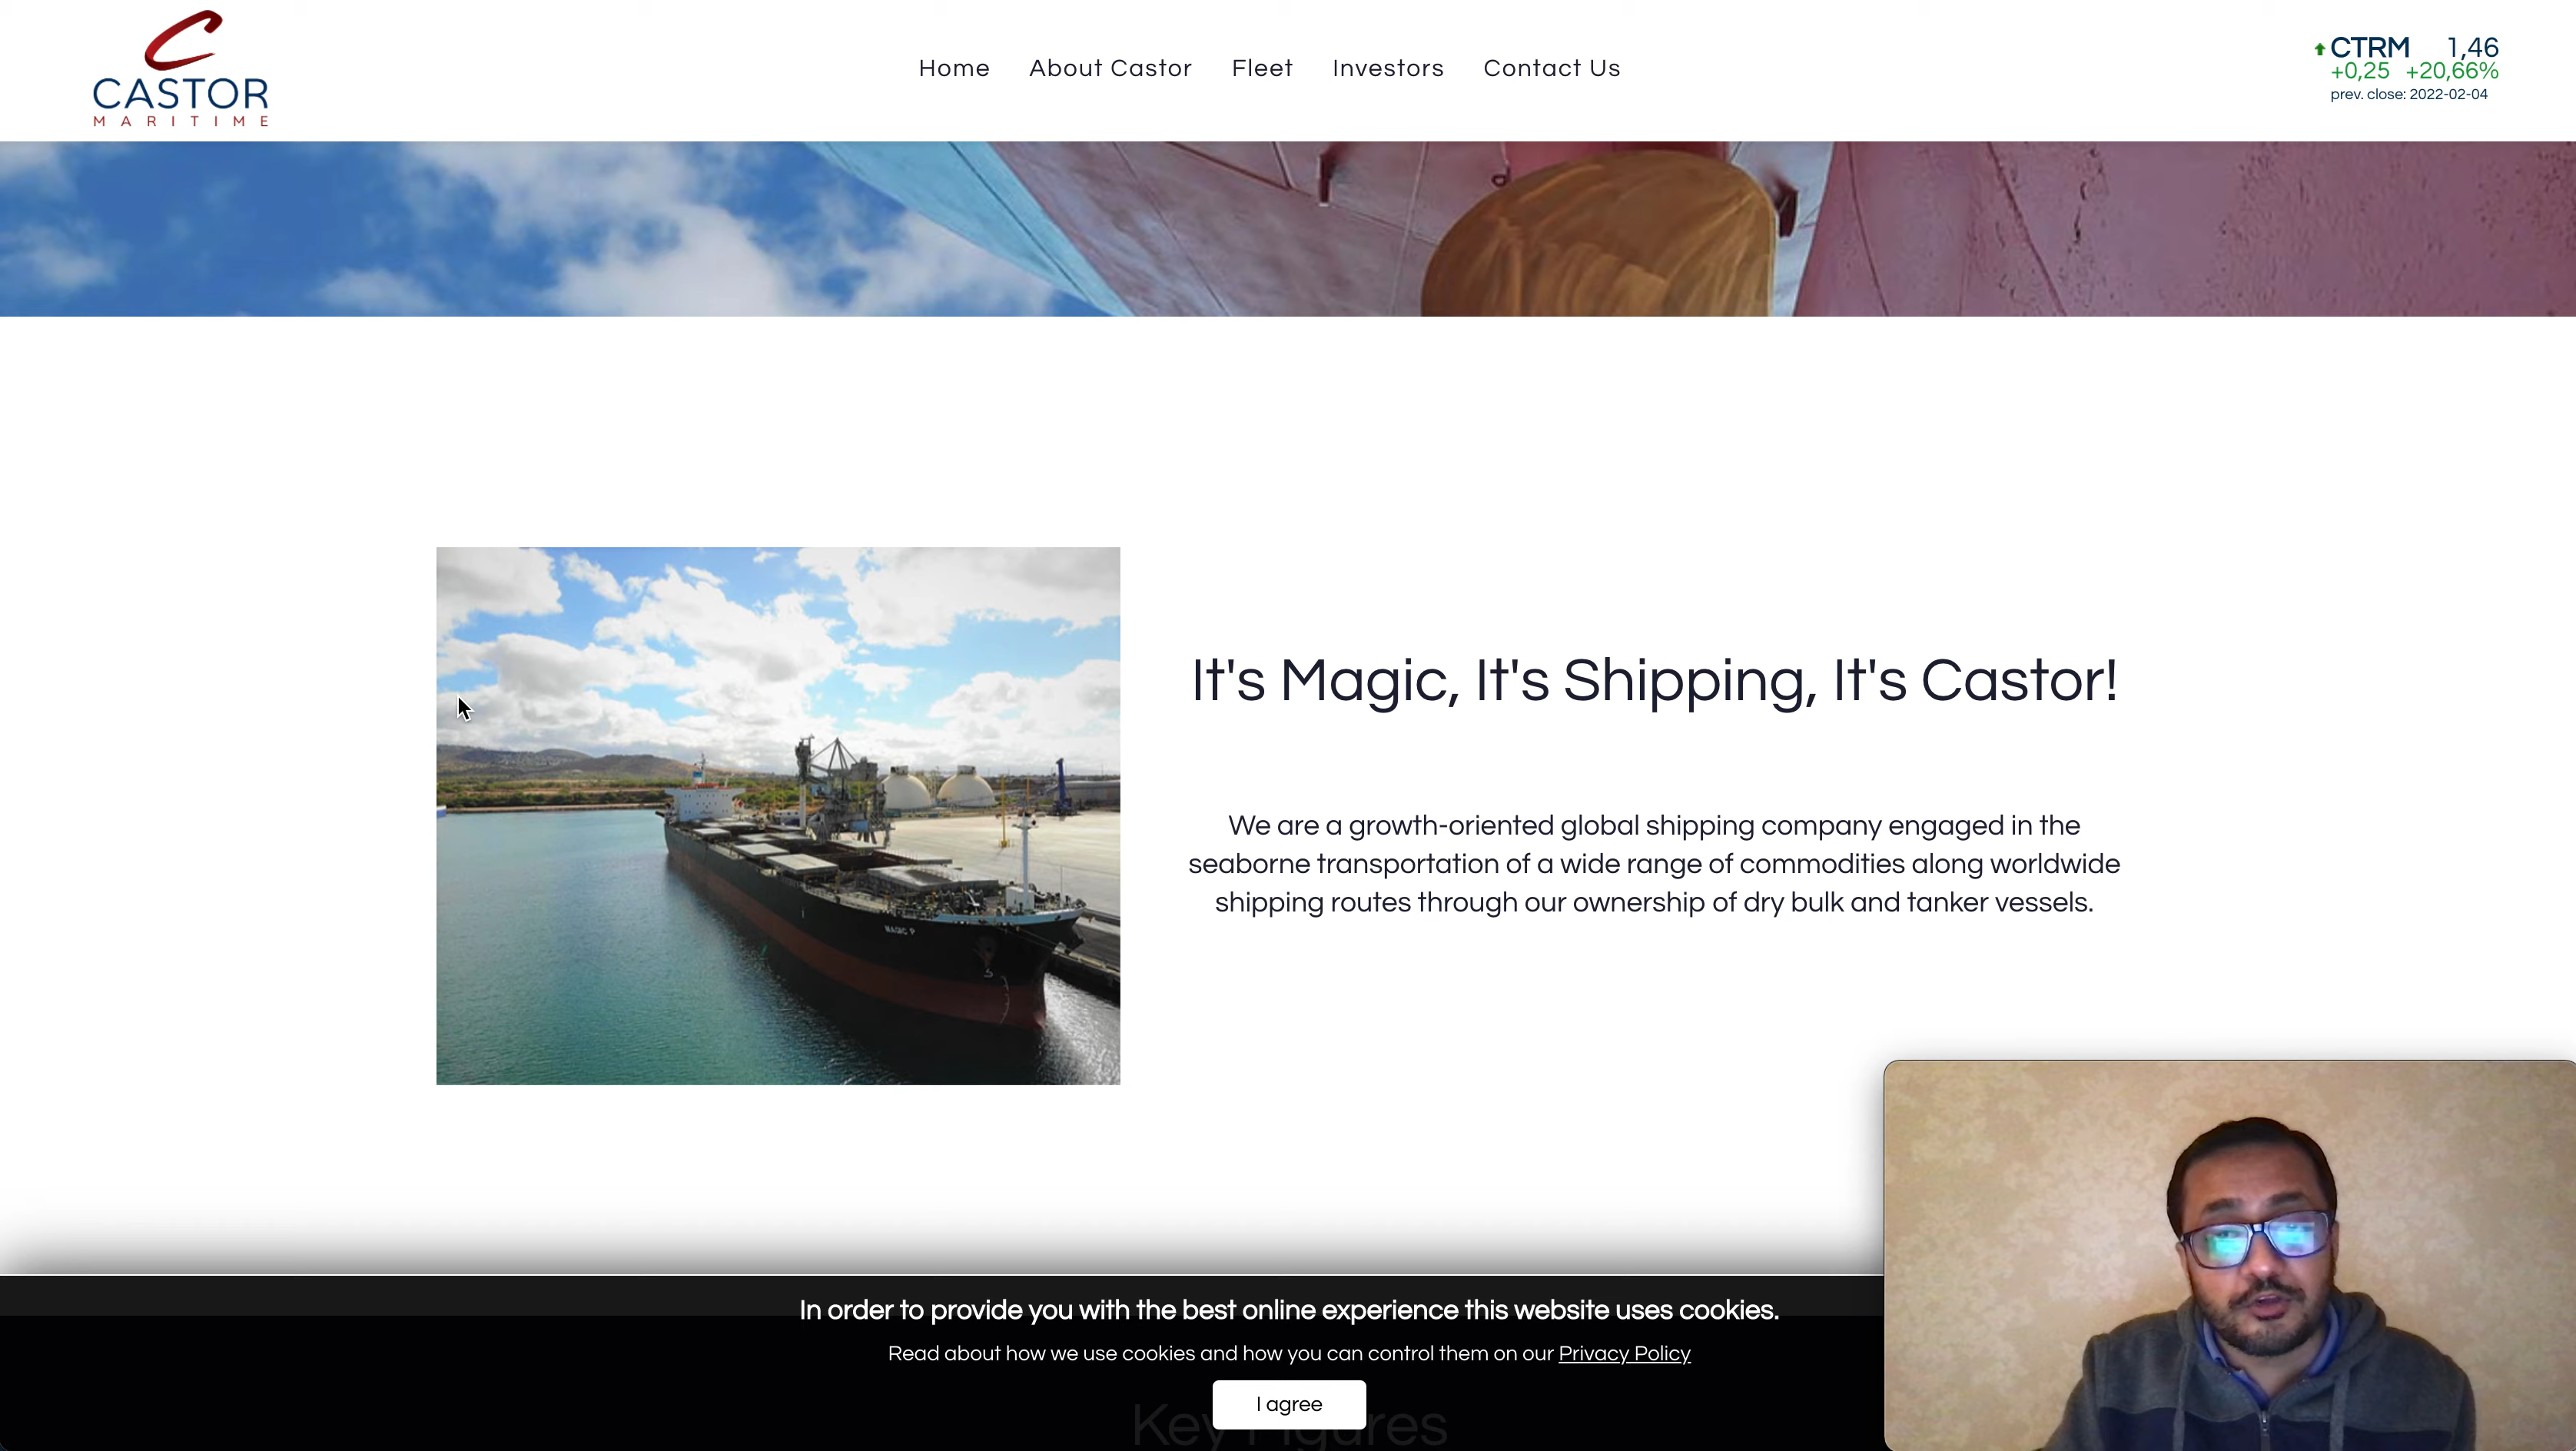 CASTOR
MARITIME
Home About Castor Fleet Investors Contact Us
CTRM 1,46
+0,25 +20,66%
prev. close: 2022-02-04
It's Magic, It's Shipping, It's Castor!
We are a growth-oriented global shipping company engaged in the
seaborne transportation of a wide range of commodities along worldwide
shipping routes through our ownership of dry bulk and tanker vessels.
MAGIC P
In order to provide you with the best online experience this website uses cookies.
Read about how we use cookies and how you can control them on our Privacy Policy
I agree
Key Figures